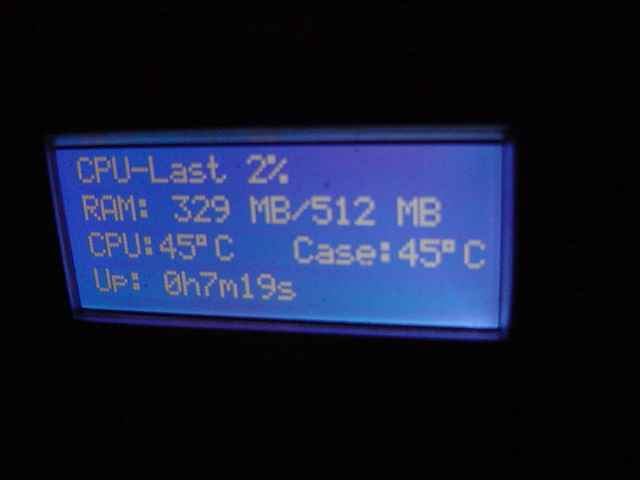 CPU-Last 2%
RAM: 329 MB/512 MB
CPU:45°C Case:45°C
Up: 0h7m19s